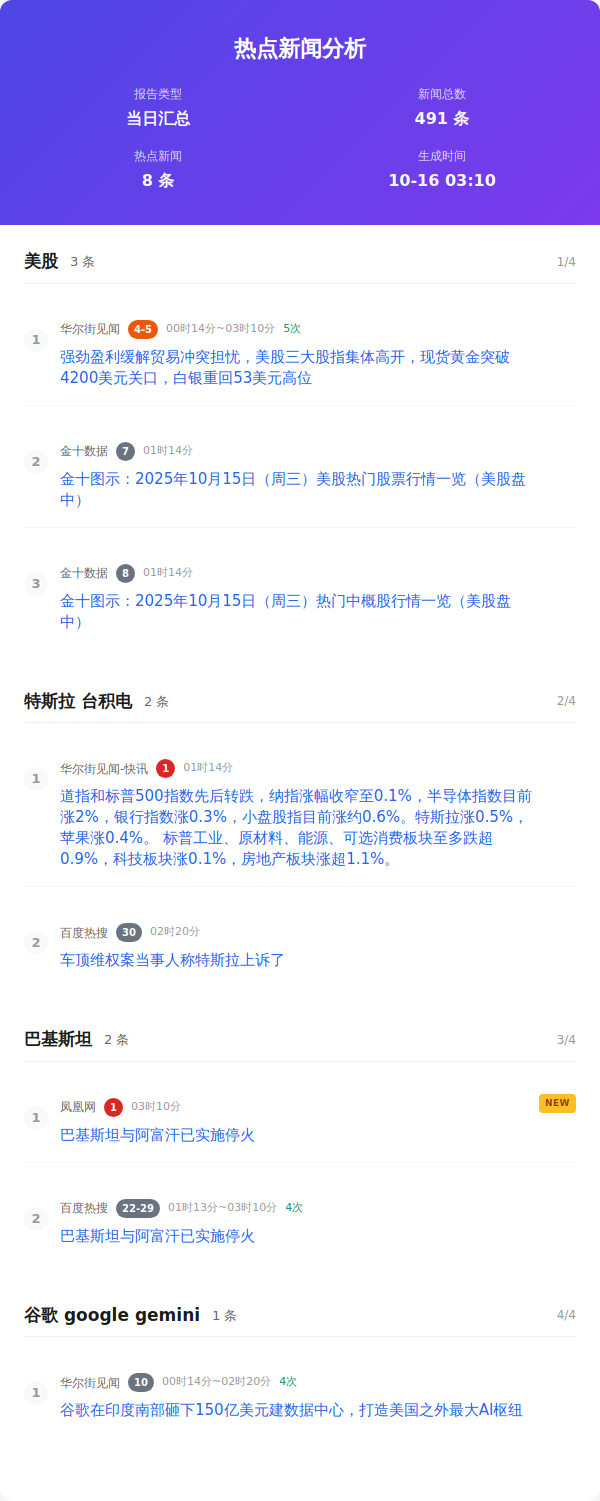 热点新闻分析
报告类型
当日汇总
新闻总数
491 条
热点新闻
8 条
生成时间
10-16 03:10
美股 3 条 1/4
1
华尔街见闻 4-5 00时14分~03时10分 5次
强劲盈利缓解贸易冲突担忧，美股三大股指集体高开，现货黄金突破
4200美元关口，白银重回53美元高位
2
金十数据 7 01时14分
金十图示：2025年10月15日（周三）美股热门股票行情一览（美股盘
中）
3
金十数据 8 01时14分
金十图示：2025年10月15日（周三）热门中概股行情一览（美股盘
中）
特斯拉 台积电 2 条 2/4
1
华尔街见闻-快讯 1 01时14分
道指和标普500指数先后转跌，纳指涨幅收窄至0.1%，半导体指数目前
涨2%，银行指数涨0.3%，小盘股指目前涨约0.6%。特斯拉涨0.5%，
苹果涨0.4%。 标普工业、原材料、能源、可选消费板块至多跌超
0.9%，科技板块涨0.1%，房地产板块涨超1.1%。
2
百度热搜 30 02时20分
车顶维权案当事人称特斯拉上诉了
巴基斯坦 2 条 3/4
1
凤凰网 1 03时10分 NEW
巴基斯坦与阿富汗已实施停火
2
百度热搜 22-29 01时13分~03时10分 4次
巴基斯坦与阿富汗已实施停火
谷歌 google gemini 1 条 4/4
1
华尔街见闻 10 00时14分~02时20分 4次
谷歌在印度南部砸下150亿美元建数据中心，打造美国之外最大AI枢纽